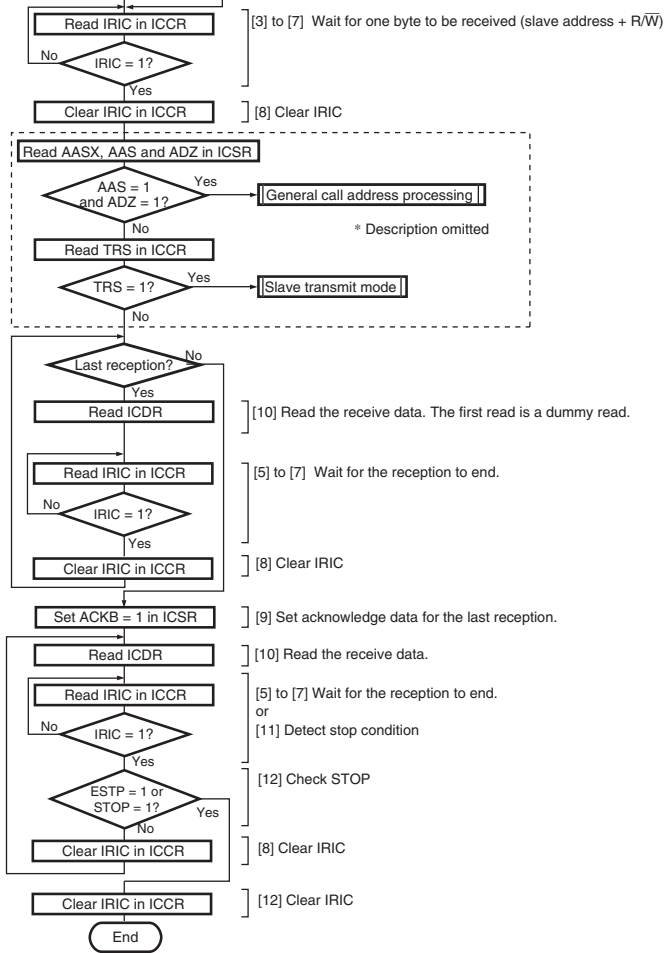 Read IRIC in ICCR
[3] to [7] Wait for one byte to be received (slave address + R/W̅)
No
IRIC = 1?
Yes
Clear IRIC in ICCR
[8] Clear IRIC
Read AASX, AAS and ADZ in ICSR
AAS = 1
and ADZ = 1?
Yes
General call address processing
No
* Description omitted
Read TRS in ICCR
TRS = 1?
Yes
Slave transmit mode
No
Last reception?
No
Yes
Read ICDR
[10] Read the receive data. The first read is a dummy read.
Read IRIC in ICCR
[5] to [7] Wait for the reception to end.
No
IRIC = 1?
Yes
Clear IRIC in ICCR
[8] Clear IRIC
Set ACKB = 1 in ICSR
[9] Set acknowledge data for the last reception.
Read ICDR
[10] Read the receive data.
Read IRIC in ICCR
[5] to [7] Wait for the reception to end.
or
[11] Detect stop condition
No
IRIC = 1?
Yes
ESTP = 1 or
STOP = 1?
[12] Check STOP
Yes
No
Clear IRIC in ICCR
[8] Clear IRIC
Clear IRIC in ICCR
[12] Clear IRIC
End